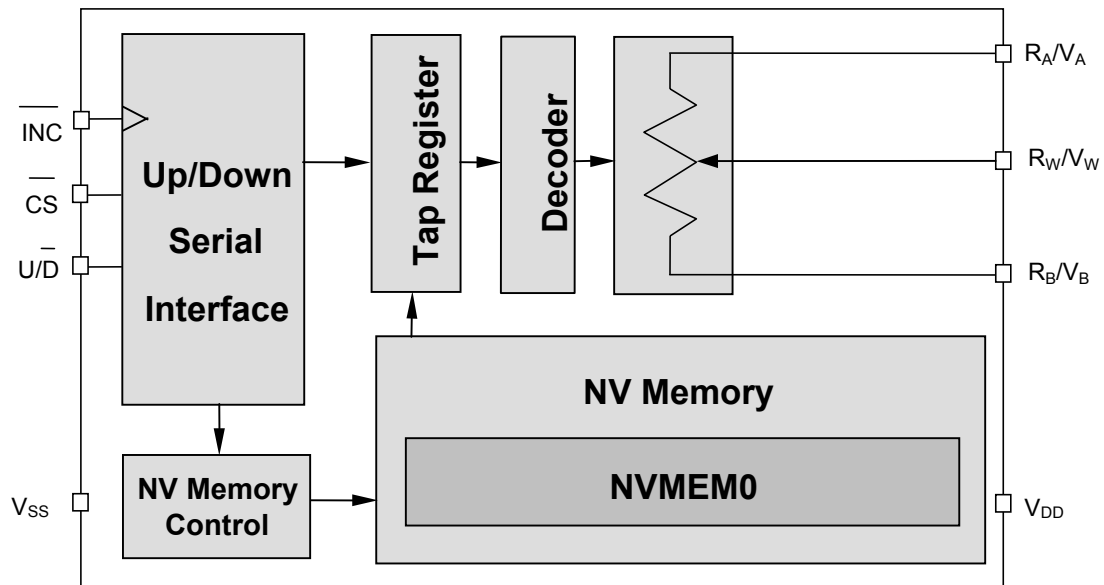 INC
CS
U/D
VSS
Up/Down
Serial
Interface
Tap Register
Decoder
RA/VA
RW/VW
RB/VB
NV Memory
Control
NV Memory
NVMEM0
VDD